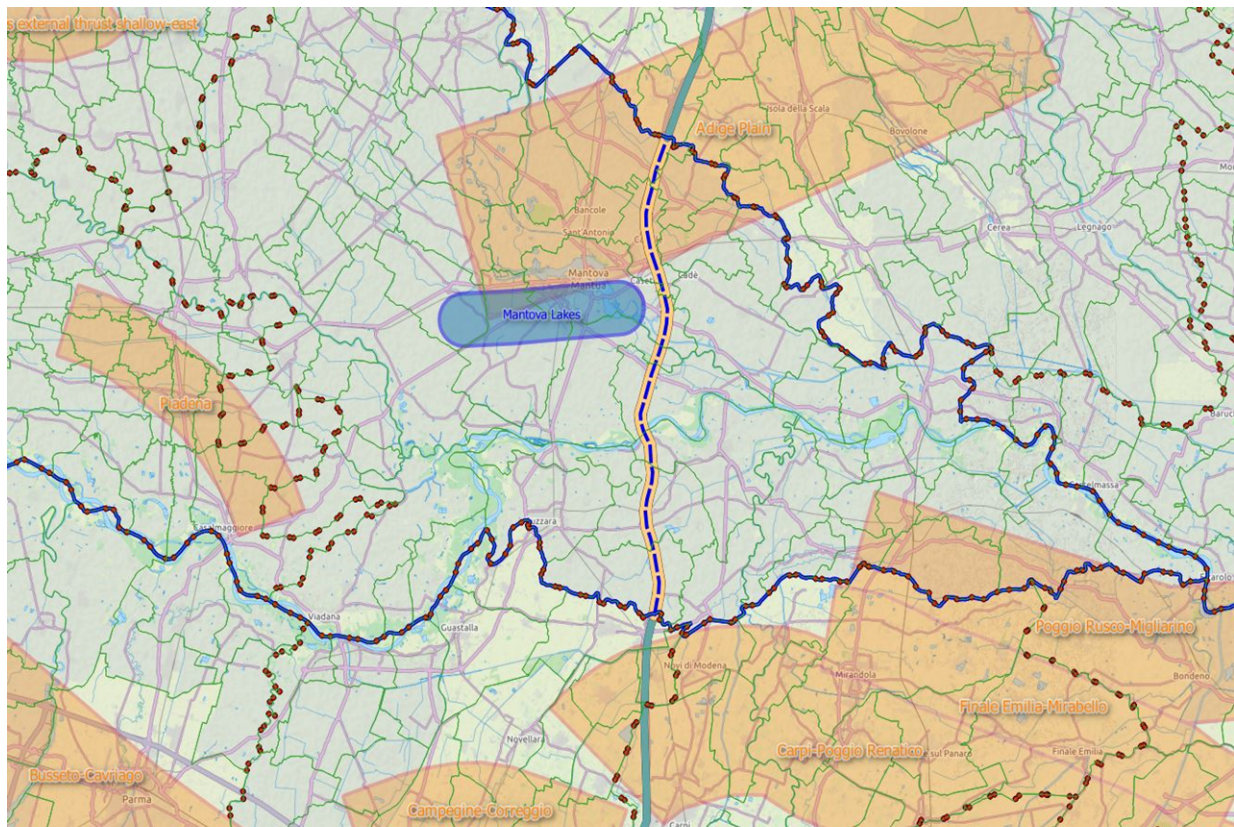 s external thrust shallow-east
Isola della Scala
Adige Plain
Bovolone
Bancole
Sant'Antonio
Cerea
Legnago
Mantova
Mantua
Cadè
Mantova Lakes
Piadena
Casalmaggiore
Viadana
Guastalla
Novi di Modena
Poggio Rusco-Migliarino
Mirandola
Bondeno
Finale Emilia-Mirabello
Novellara
Carpi-Poggio Renatico
e sul Panaro
Finale Emilia
Busseto-Cavriago
Parma
Campegine-Correggio
Carpi